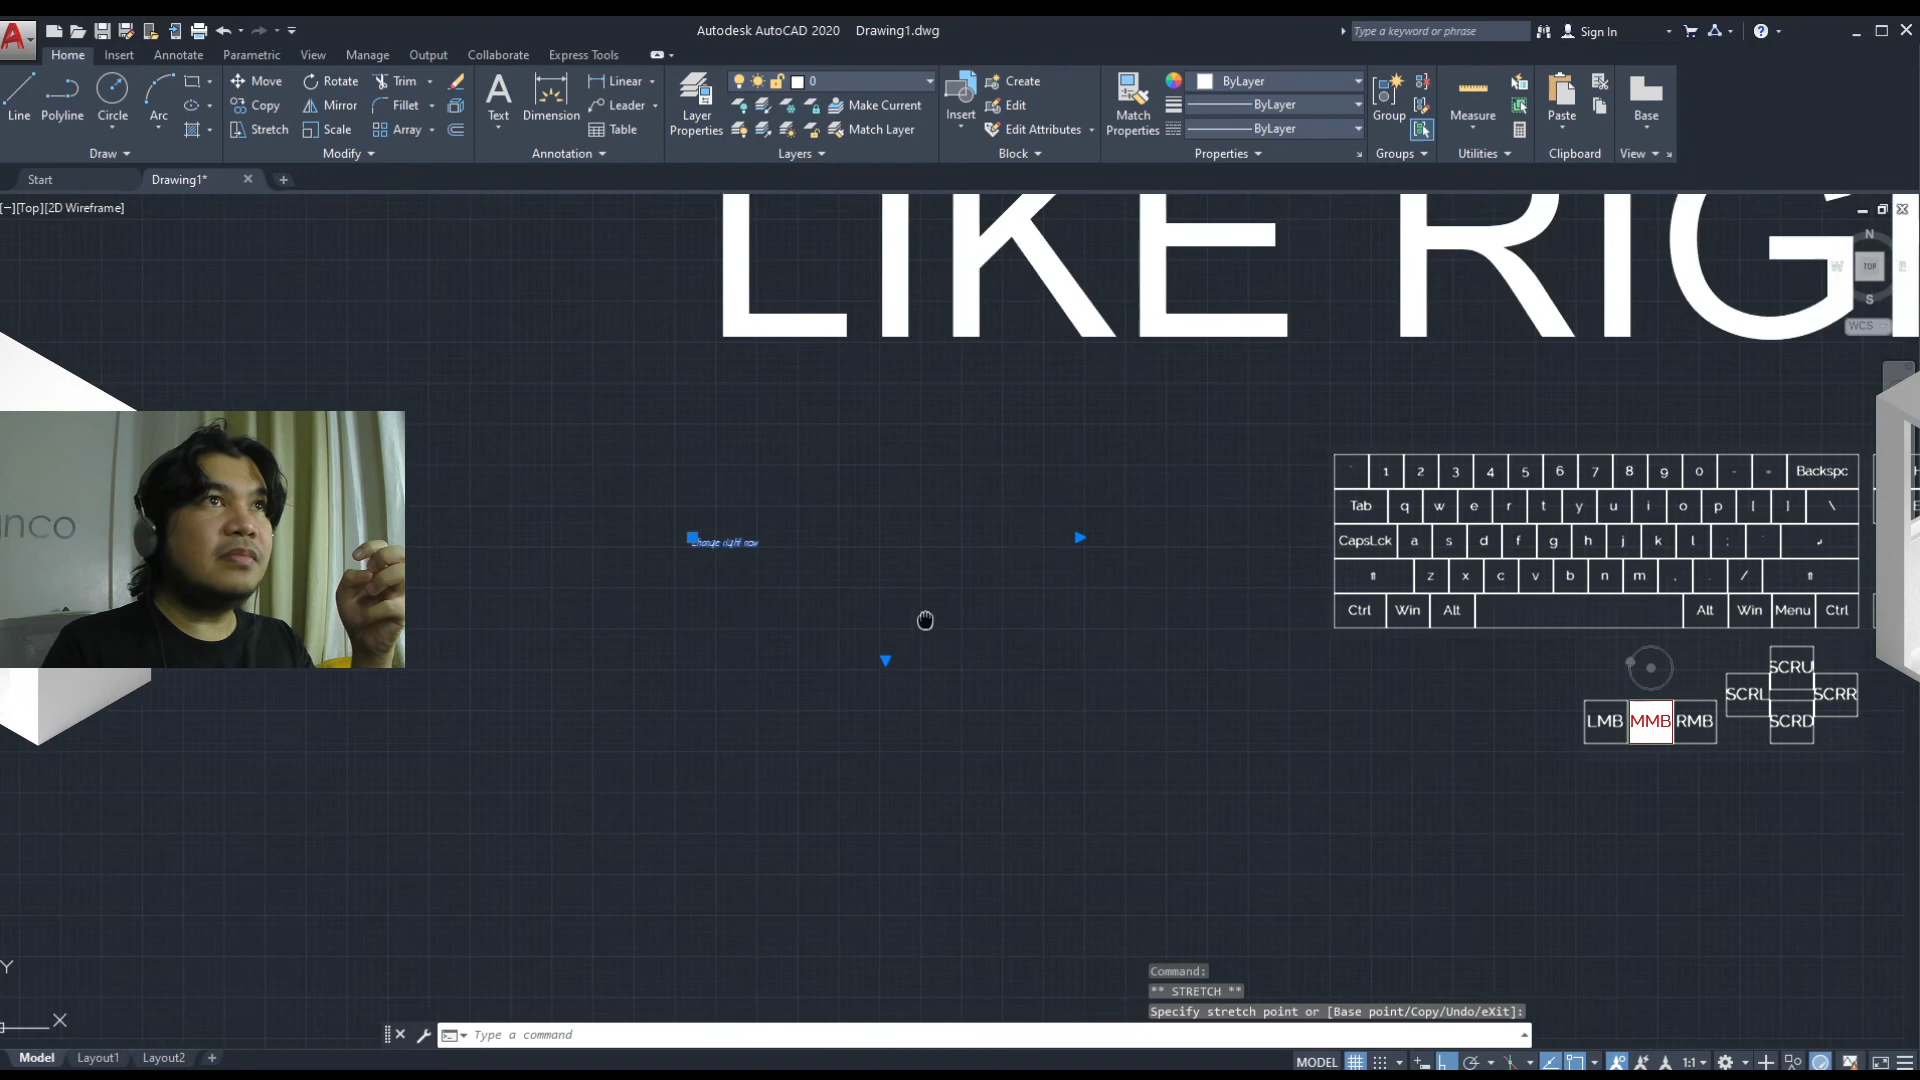 Autodesk AutoCAD 2020 Drawing1.dwg
Type a keyword or phrase
Sign In
Home Insert Annotate Parametric View Manage Output Collaborate Express Tools
Line Polyline Circle Arc
Move Rotate Trim
Copy Mirror Fillet
Stretch Scale Array
Text Dimension
Linear
Leader
Table
Layer Properties
0
Make Current
Match Layer
Insert
Create
Edit
Edit Attributes
Match Properties
ByLayer
ByLayer
ByLayer
Group
Measure
Paste
Base
Draw Modify Annotation Layers Block Properties Groups Utilities Clipboard View
Start Drawing1*
[−][Top][2D Wireframe]
LIKE RIG
N
W TOP E
S
WCS
nco
Change right now
` 1 2 3 4 5 6 7 8 9 0 - = Backspc
Tab q w e r t y u i o p [ ] \
CapsLck a s d f g h j k l ; '
z x c v b n m , . /
Ctrl Win Alt Alt Win Menu Ctrl
SCRU
SCRL SCRR
LMB MMB RMB SCRD
Command:
** STRETCH **
Specify stretch point or [Base point/Copy/Undo/eXit]:
Y
X
Type a command
Model Layout1 Layout2
MODEL 1:1